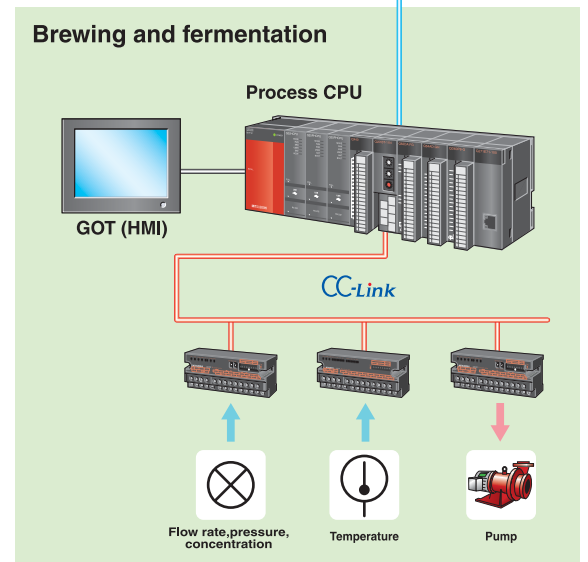 Brewing and fermentation
Process CPU
GOT (HMI)
CC-Link
Flow rate,pressure,
concentration
Temperature
Pump